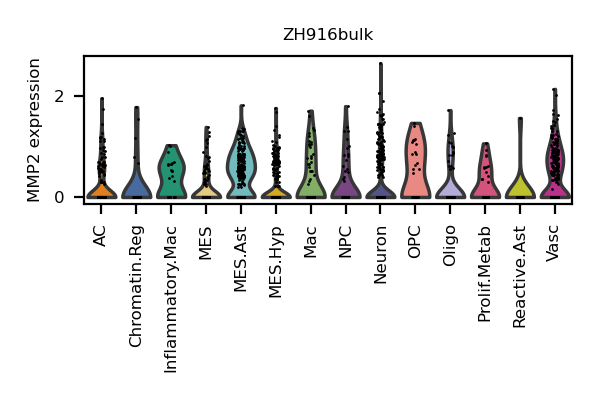 ZH916bulk
MMP2 expression
2
0
AC
Chromatin.Reg
Inflammatory.Mac
MES
MES.Ast
MES.Hyp
Mac
NPC
Neuron
OPC
Oligo
Prolif.Metab
Reactive.Ast
Vasc